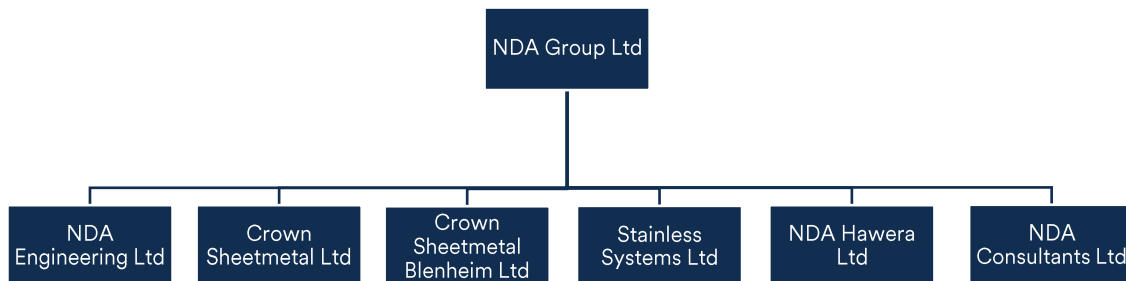 NDA Group Ltd
NDA
Engineering Ltd
Crown
Sheetmetal Ltd
Crown
Sheetmetal
Blenheim Ltd
Stainless
Systems Ltd
NDA Hawera
Ltd
NDA
Consultants Ltd